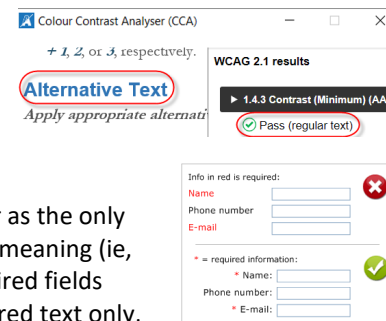 Colour Contrast Analyser (CCA)
+ 1, 2, or 3, respectively.
WCAG 2.1 results
Alternative Text
1.4.3 Contrast (Minimum) (AA
Apply appropriate alternati
Pass (regular text)
Info in red is required:
Name
Phone number
E-mail
r as the only
meaning (ie,
ired fields
red text only.
* = required information:
* Name:
Phone number:
* E-mail: